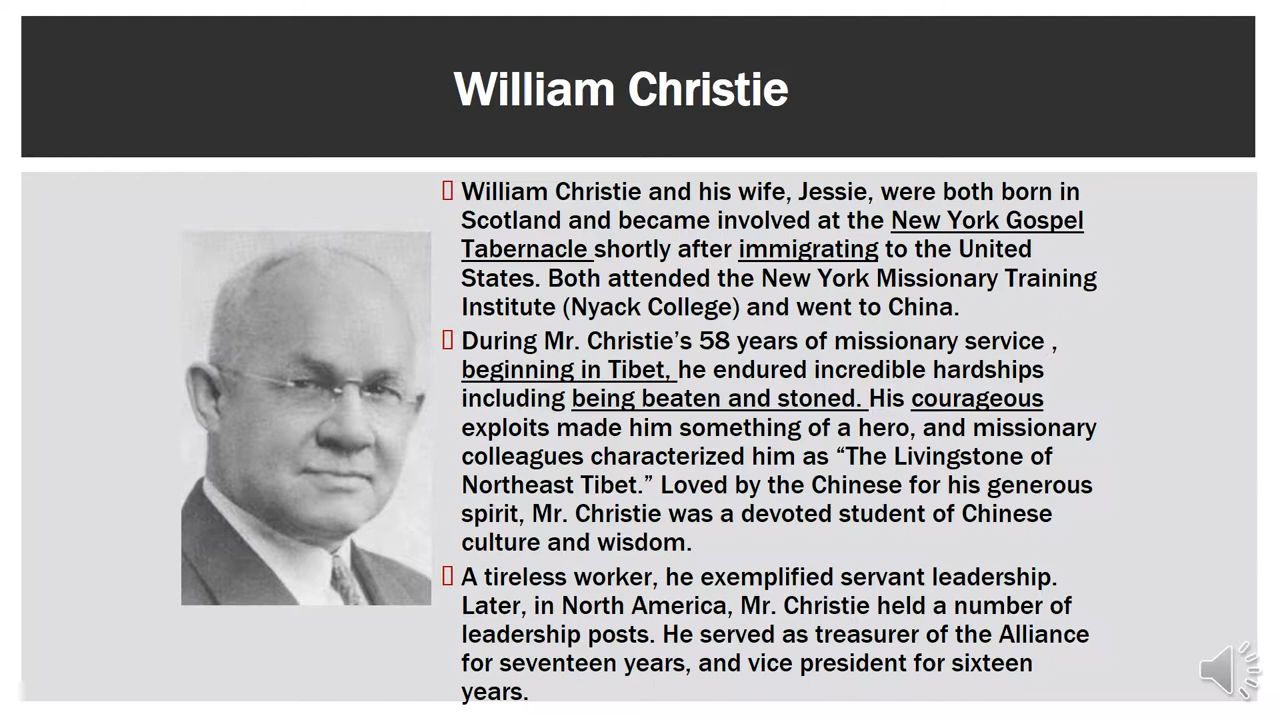 William Christie
William Christie and his wife, Jessie, were both born in
Scotland and became involved at the New York Gospel
Tabernacle shortly after immigrating to the United
States. Both attended the New York Missionary Training
Institute (Nyack College) and went to China.
During Mr. Christie’s 58 years of missionary service ,
beginning in Tibet, he endured incredible hardships
including being beaten and stoned. His courageous
exploits made him something of a hero, and missionary
colleagues characterized him as “The Livingstone of
Northeast Tibet.” Loved by the Chinese for his generous
spirit, Mr. Christie was a devoted student of Chinese
culture and wisdom.
A tireless worker, he exemplified servant leadership.
Later, in North America, Mr. Christie held a number of
leadership posts. He served as treasurer of the Alliance
for seventeen years, and vice president for sixteen
years.